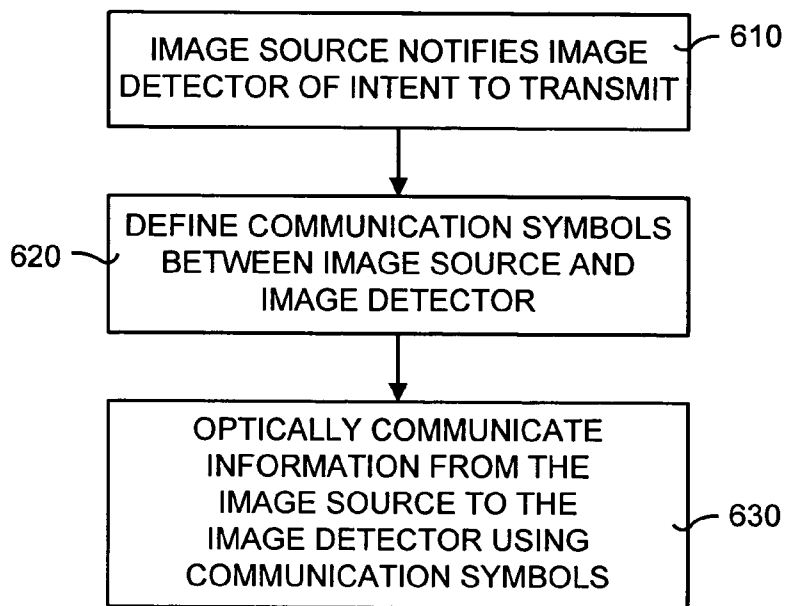 IMAGE SOURCE NOTIFIES IMAGE
DETECTOR OF INTENT TO TRANSMIT
610
DEFINE COMMUNICATION SYMBOLS
BETWEEN IMAGE SOURCE AND
IMAGE DETECTOR
620
OPTICALLY COMMUNICATE
INFORMATION FROM THE
IMAGE SOURCE TO THE
IMAGE DETECTOR USING
COMMUNICATION SYMBOLS
630